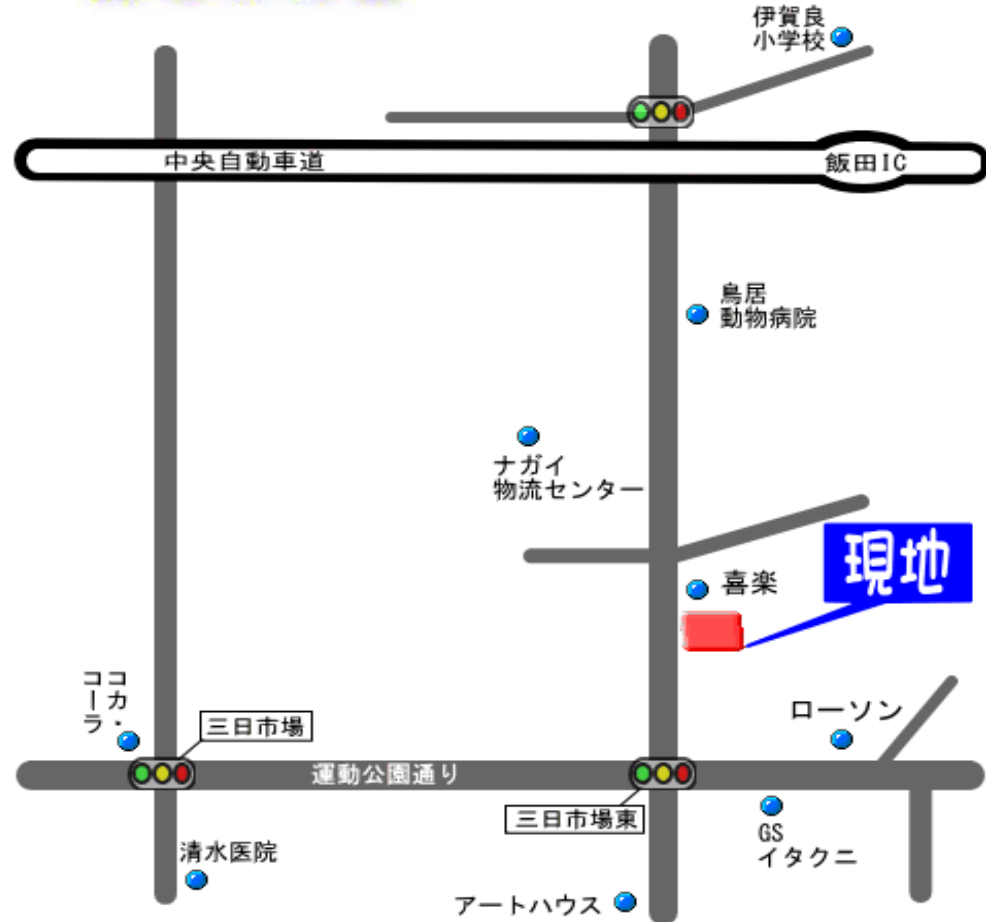 伊賀良
小学校
中央自動車道
飯田IC
鳥居
動物病院
ナガイ
物流センター
現地
喜楽
コカ・
コーラ
ローソン
三日市場
運動公園通り
三日市場東
GS
イタクニ
清水医院
アートハウス